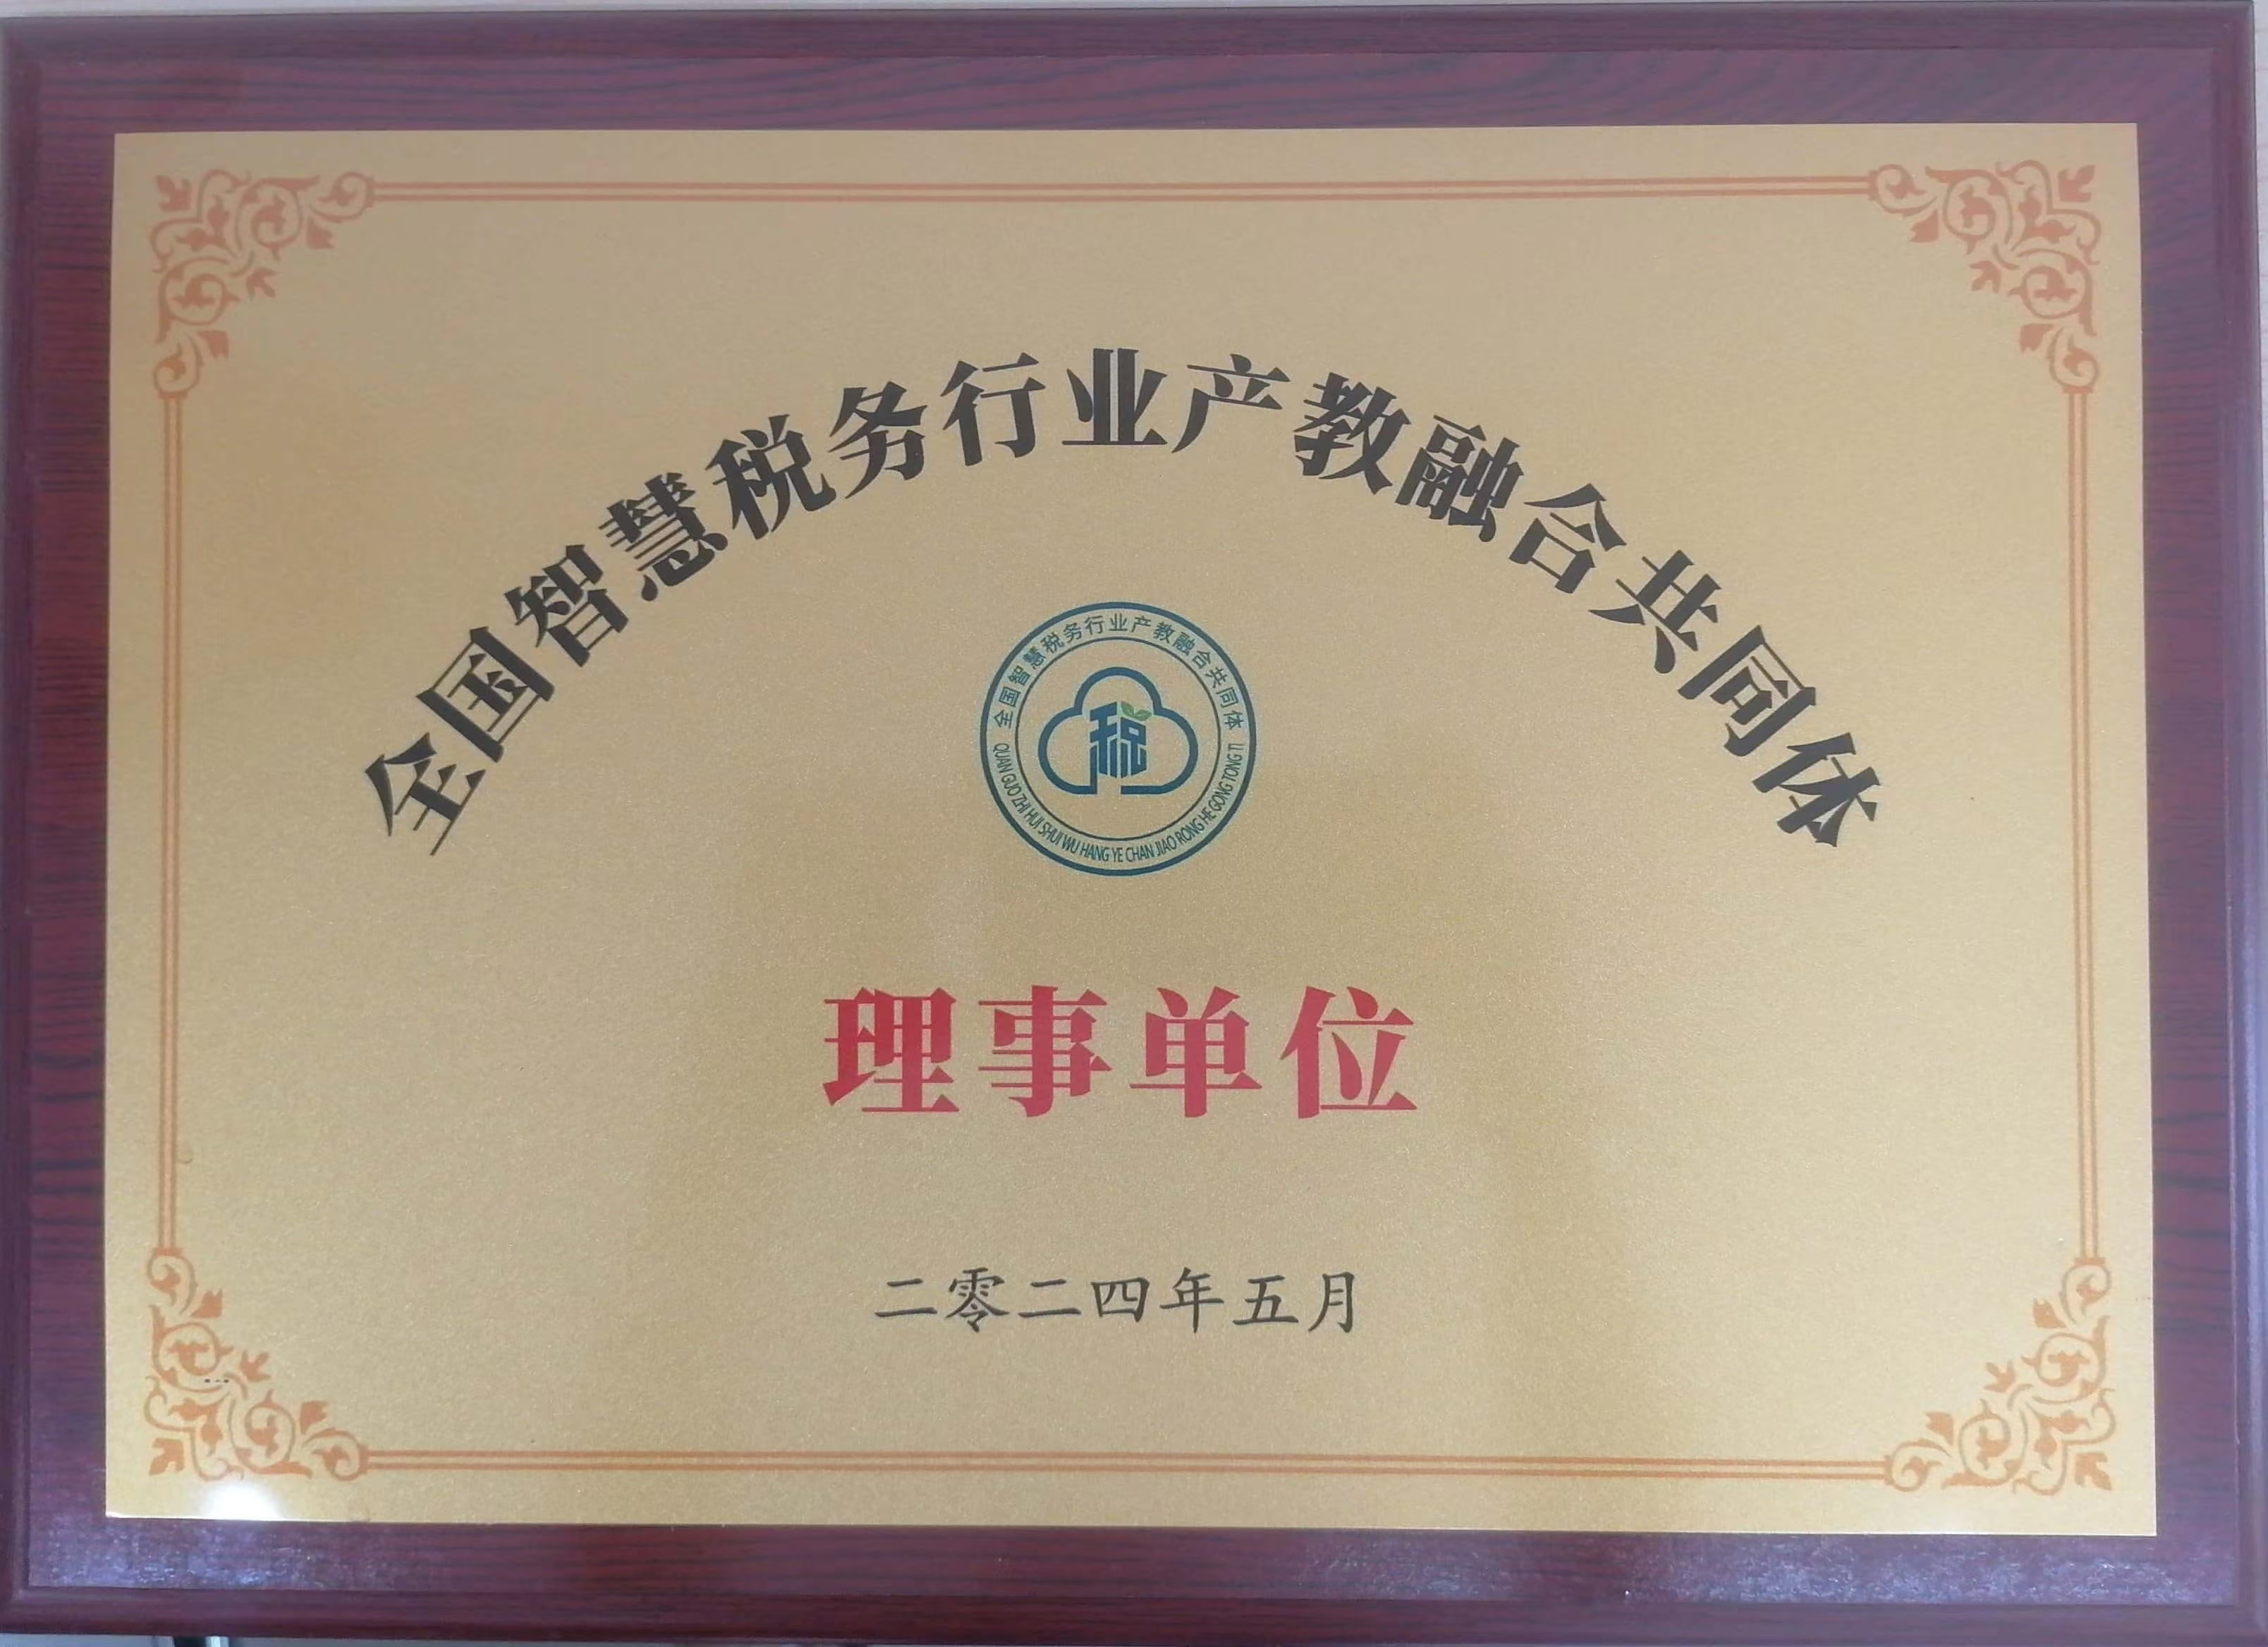 全国智慧税务行业产教融合共同体
全国智慧税务行业产教融合共同体
税
QUAN GUO ZHI HUI SHUI WU HANG YE CHAN JIAO RONG HE GONG TONG TI
理事单位
二零二四年五月